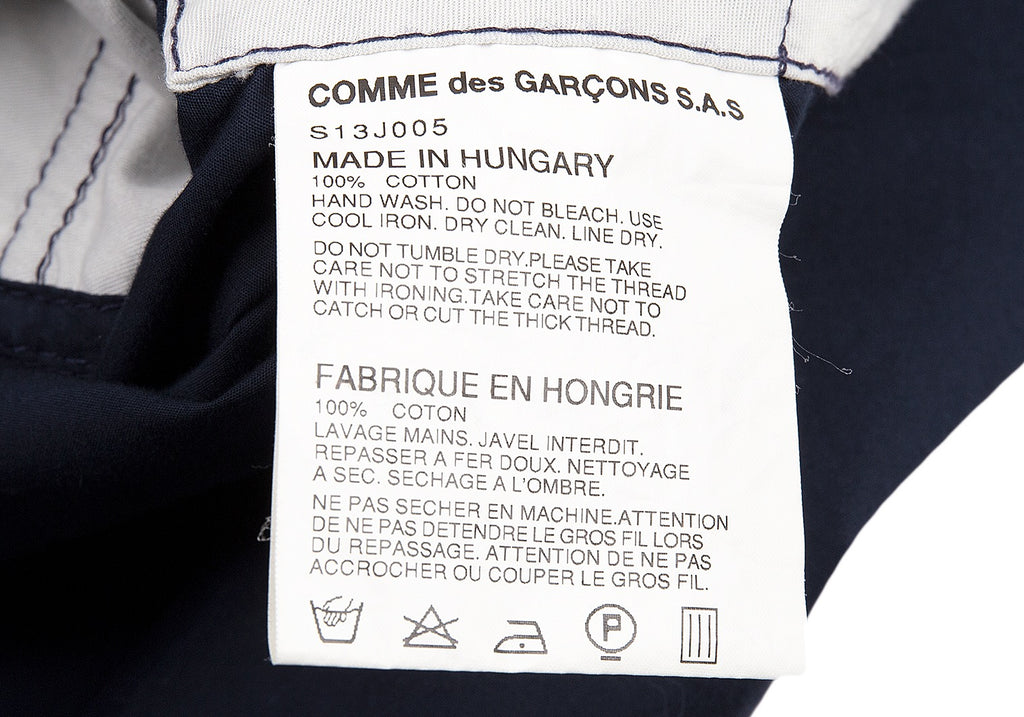 COMME des GARÇONS S.A.S
S13J005
MADE IN HUNGARY
100% COTTON
HAND WASH. DO NOT BLEACH. USE
COOL IRON. DRY CLEAN. LINE DRY.
DO NOT TUMBLE DRY.PLEASE TAKE
CARE NOT TO STRETCH THE THREAD
WITH IRONING.TAKE CARE NOT TO
CATCH OR CUT THE THICK THREAD.
FABRIQUE EN HONGRIE
100% COTON
LAVAGE MAINS. JAVEL INTERDIT.
REPASSER A FER DOUX. NETTOYAGE
A SEC. SECHAGE A L'OMBRE.
NE PAS SECHER EN MACHINE.ATTENTION
DE NE PAS DETENDRE LE GROS FIL LORS
DU REPASSAGE. ATTENTION DE NE PAS
ACCROCHER OU COUPER LE GROS FIL.
P